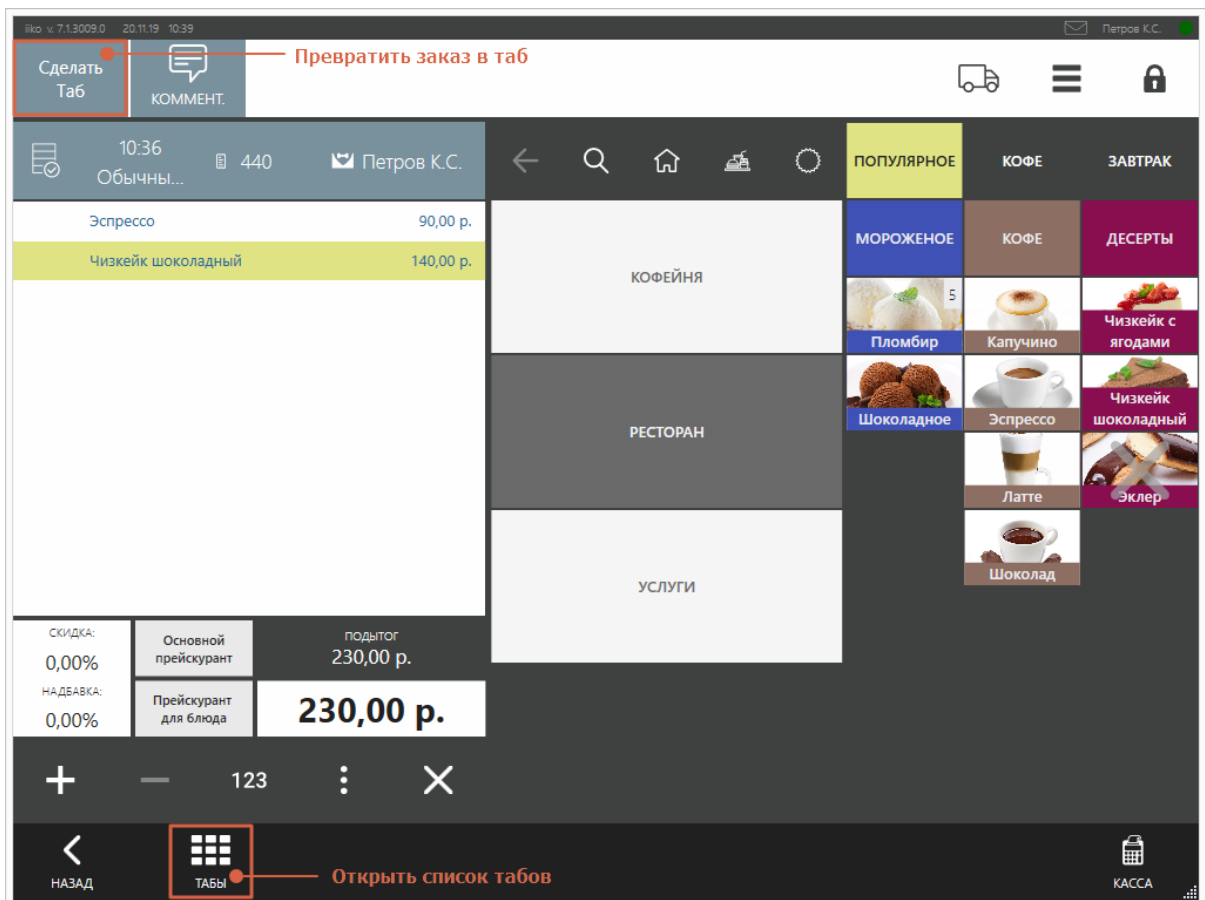 iiko v. 7.1.3009.0 20.11.19 10:39 Петров К.С.
Сделать
Таб
КОММЕНТ.
Превратить заказ в таб
10:36
Обычны...
440
Петров К.С.
ПОПУЛЯРНОЕ
КОФЕ
ЗАВТРАК
Эспрессо 90,00 р.
Чизкейк шоколадный 140,00 р.
КОФЕЙНЯ
РЕСТОРАН
УСЛУГИ
МОРОЖЕНОЕ
КОФЕ
ДЕСЕРТЫ
5
Пломбир
Капучино
Чизкейк с
ягодами
Шоколадное
Эспрессо
Чизкейк
шоколадный
Латте
Эклер
Шоколад
СКИДКА:
0,00%
Основной
прейскурант
ПОДЫТОГ
230,00 р.
НАДБАВКА:
0,00%
Прейскурант
для блюда
230,00 р.
123
НАЗАД
ТАБЫ
Открыть список табов
КАССА